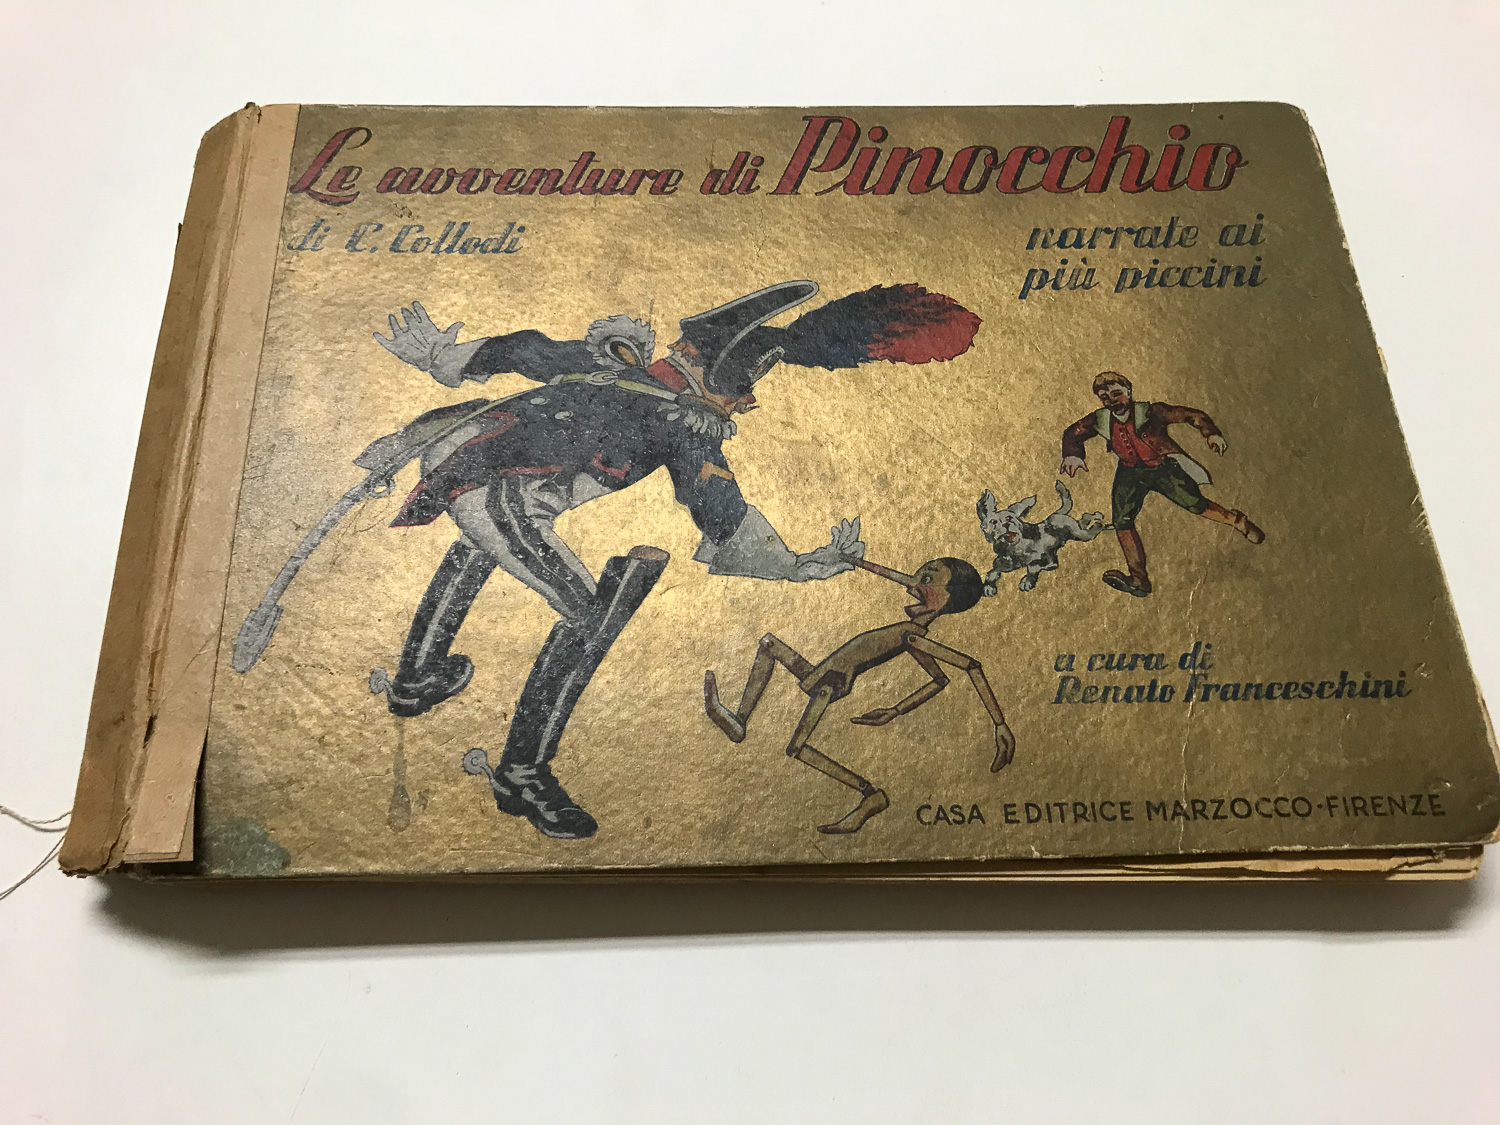 Le avventure di Pinocchio
di C. Collodi
narrate ai
più piccini
a cura di
Renato Franceschini
CASA EDITRICE MARZOCCO-FIRENZE